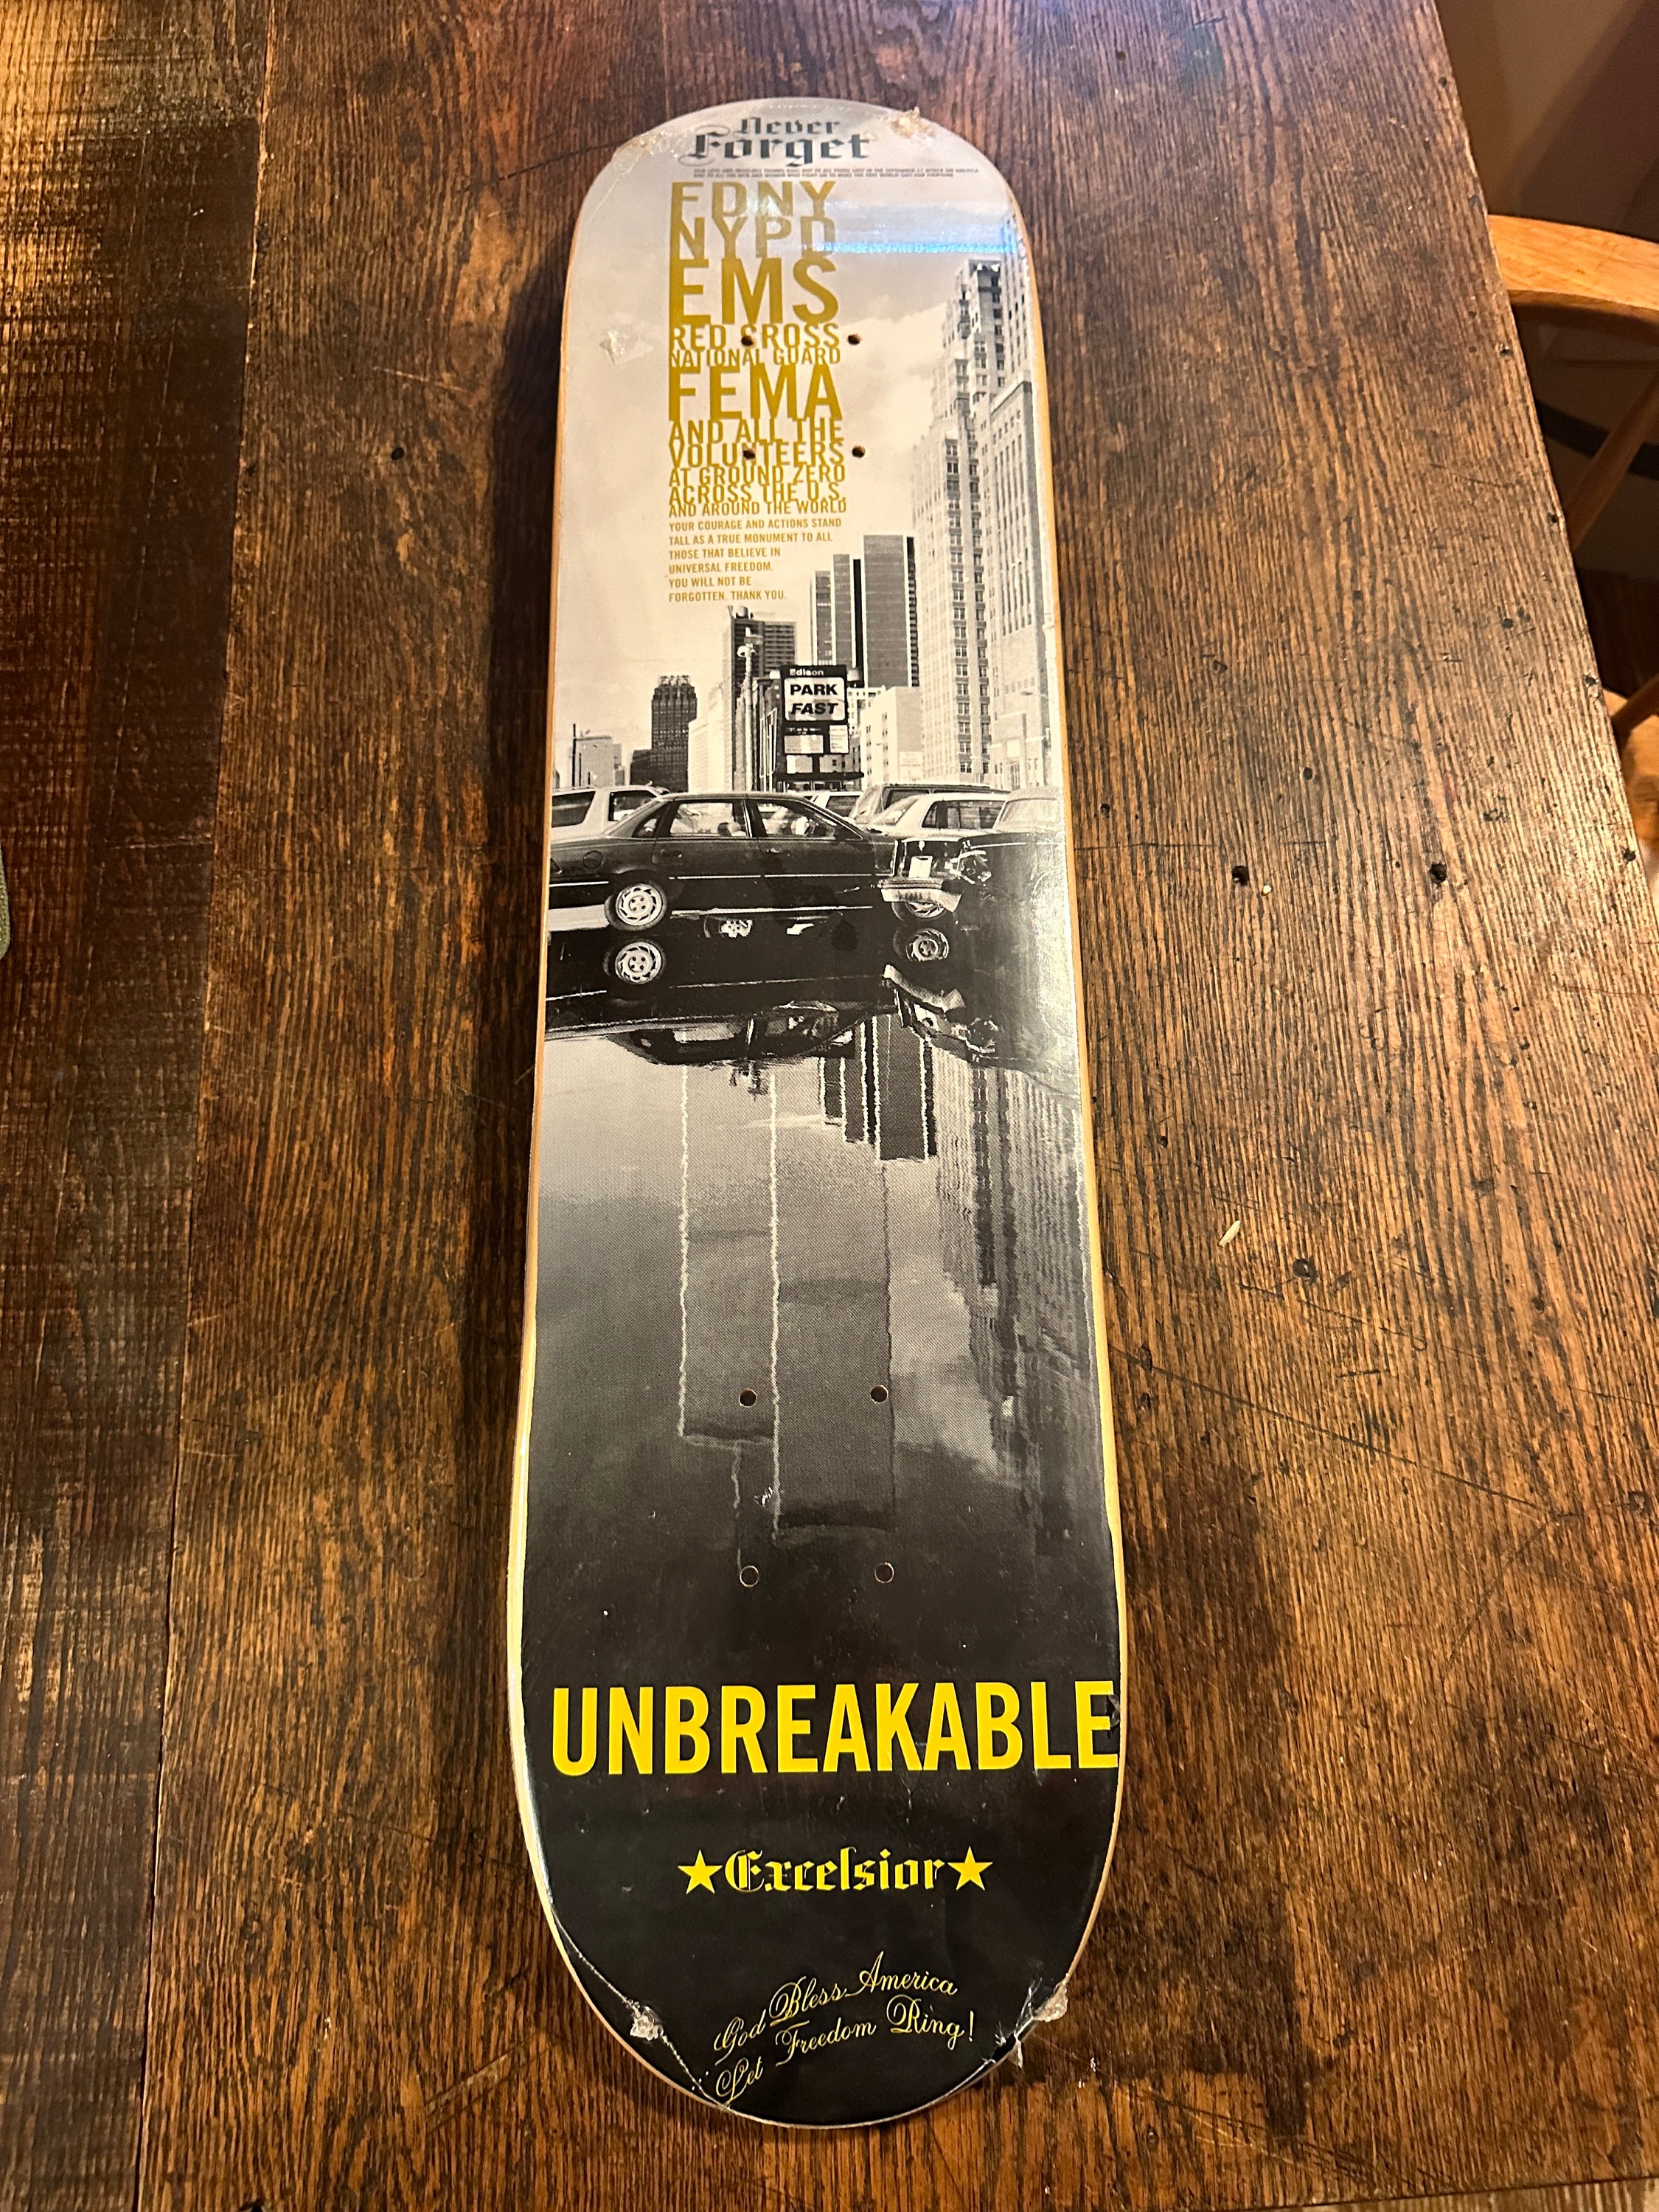 Never
Forget
FDNY
NYPD
EMS
RED CROSS
NATIONAL GUARD
FEMA
AND ALL THE
VOLUNTEERS
AT GROUND ZERO
ACROSS THE U.S.
AND AROUND THE WORLD
YOUR COURAGE AND ACTIONS STAND
TALL AS A TRUE MONUMENT TO ALL
THOSE THAT BELIEVE IN
UNIVERSAL FREEDOM.
YOU WILL NOT BE
FORGOTTEN. THANK YOU.
Edison
PARK
FAST
UNBREAKABLE
★Excelsior★
God Bless America
Let Freedom Ring!